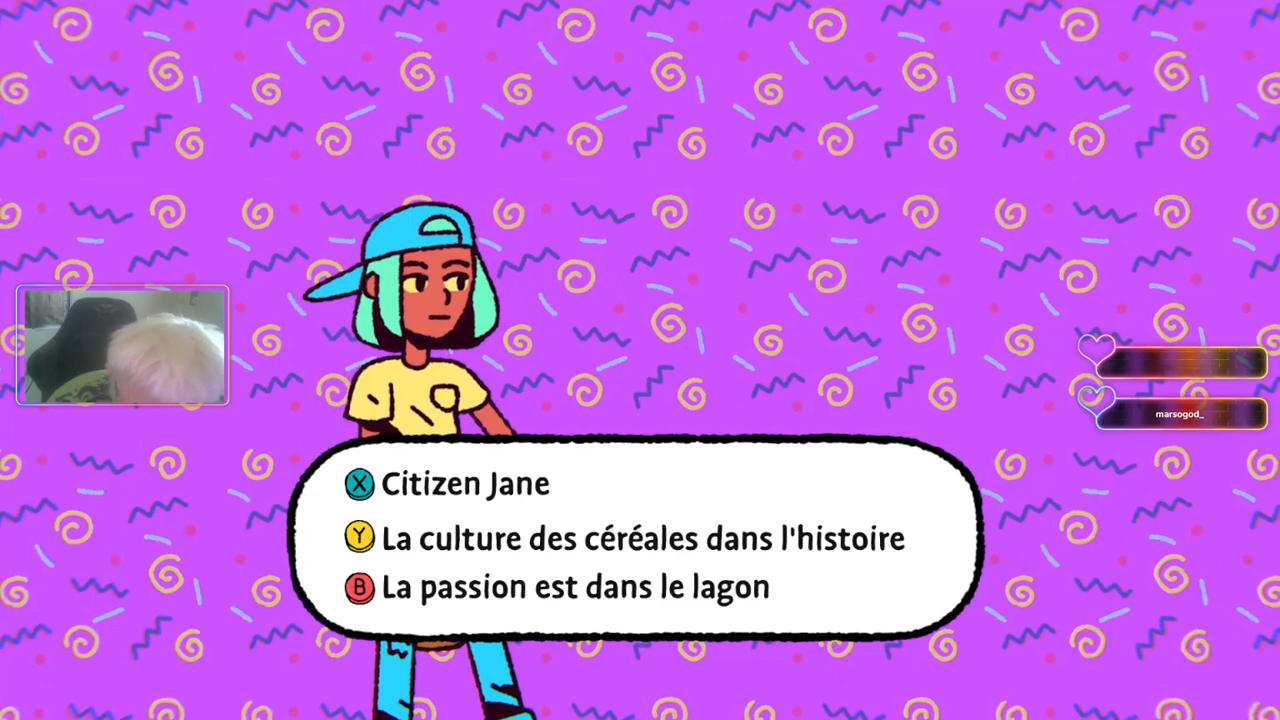 X Citizen Jane
Y La culture des céréales dans l'histoire
B La passion est dans le lagon
marsogod_